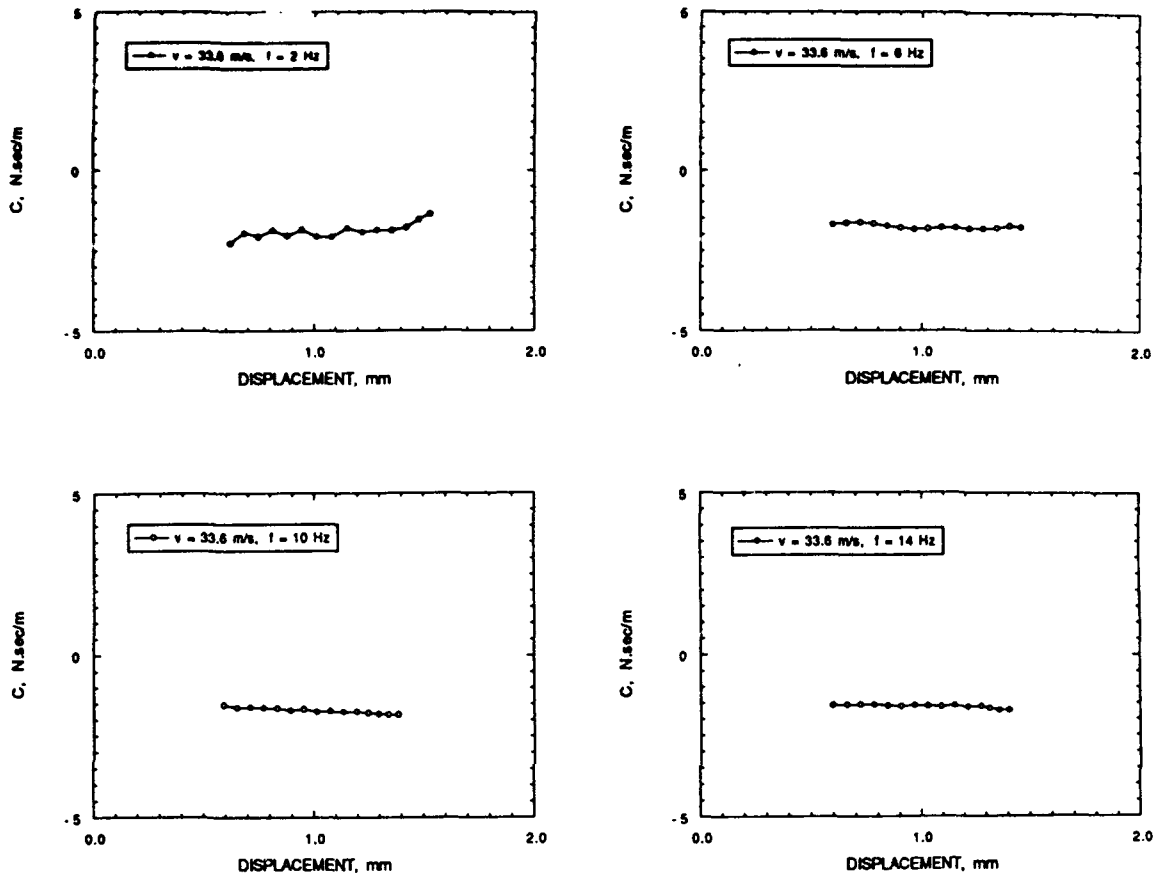 5
v = 33.6 m/s, f = 2 Hz
C, N.sec/m
0
-5
0.0 1.0 2.0
DISPLACEMENT, mm
5
v = 33.6 m/s, f = 6 Hz
C, N.sec/m
0
-5
0.0 1.0 2.0
DISPLACEMENT, mm
5
v = 33.6 m/s, f = 10 Hz
C, N.sec/m
0
-5
0.0 1.0 2.0
DISPLACEMENT, mm
5
v = 33.6 m/s, f = 14 Hz
C, N.sec/m
0
-5
0.0 1.0 2.0
DISPLACEMENT, mm